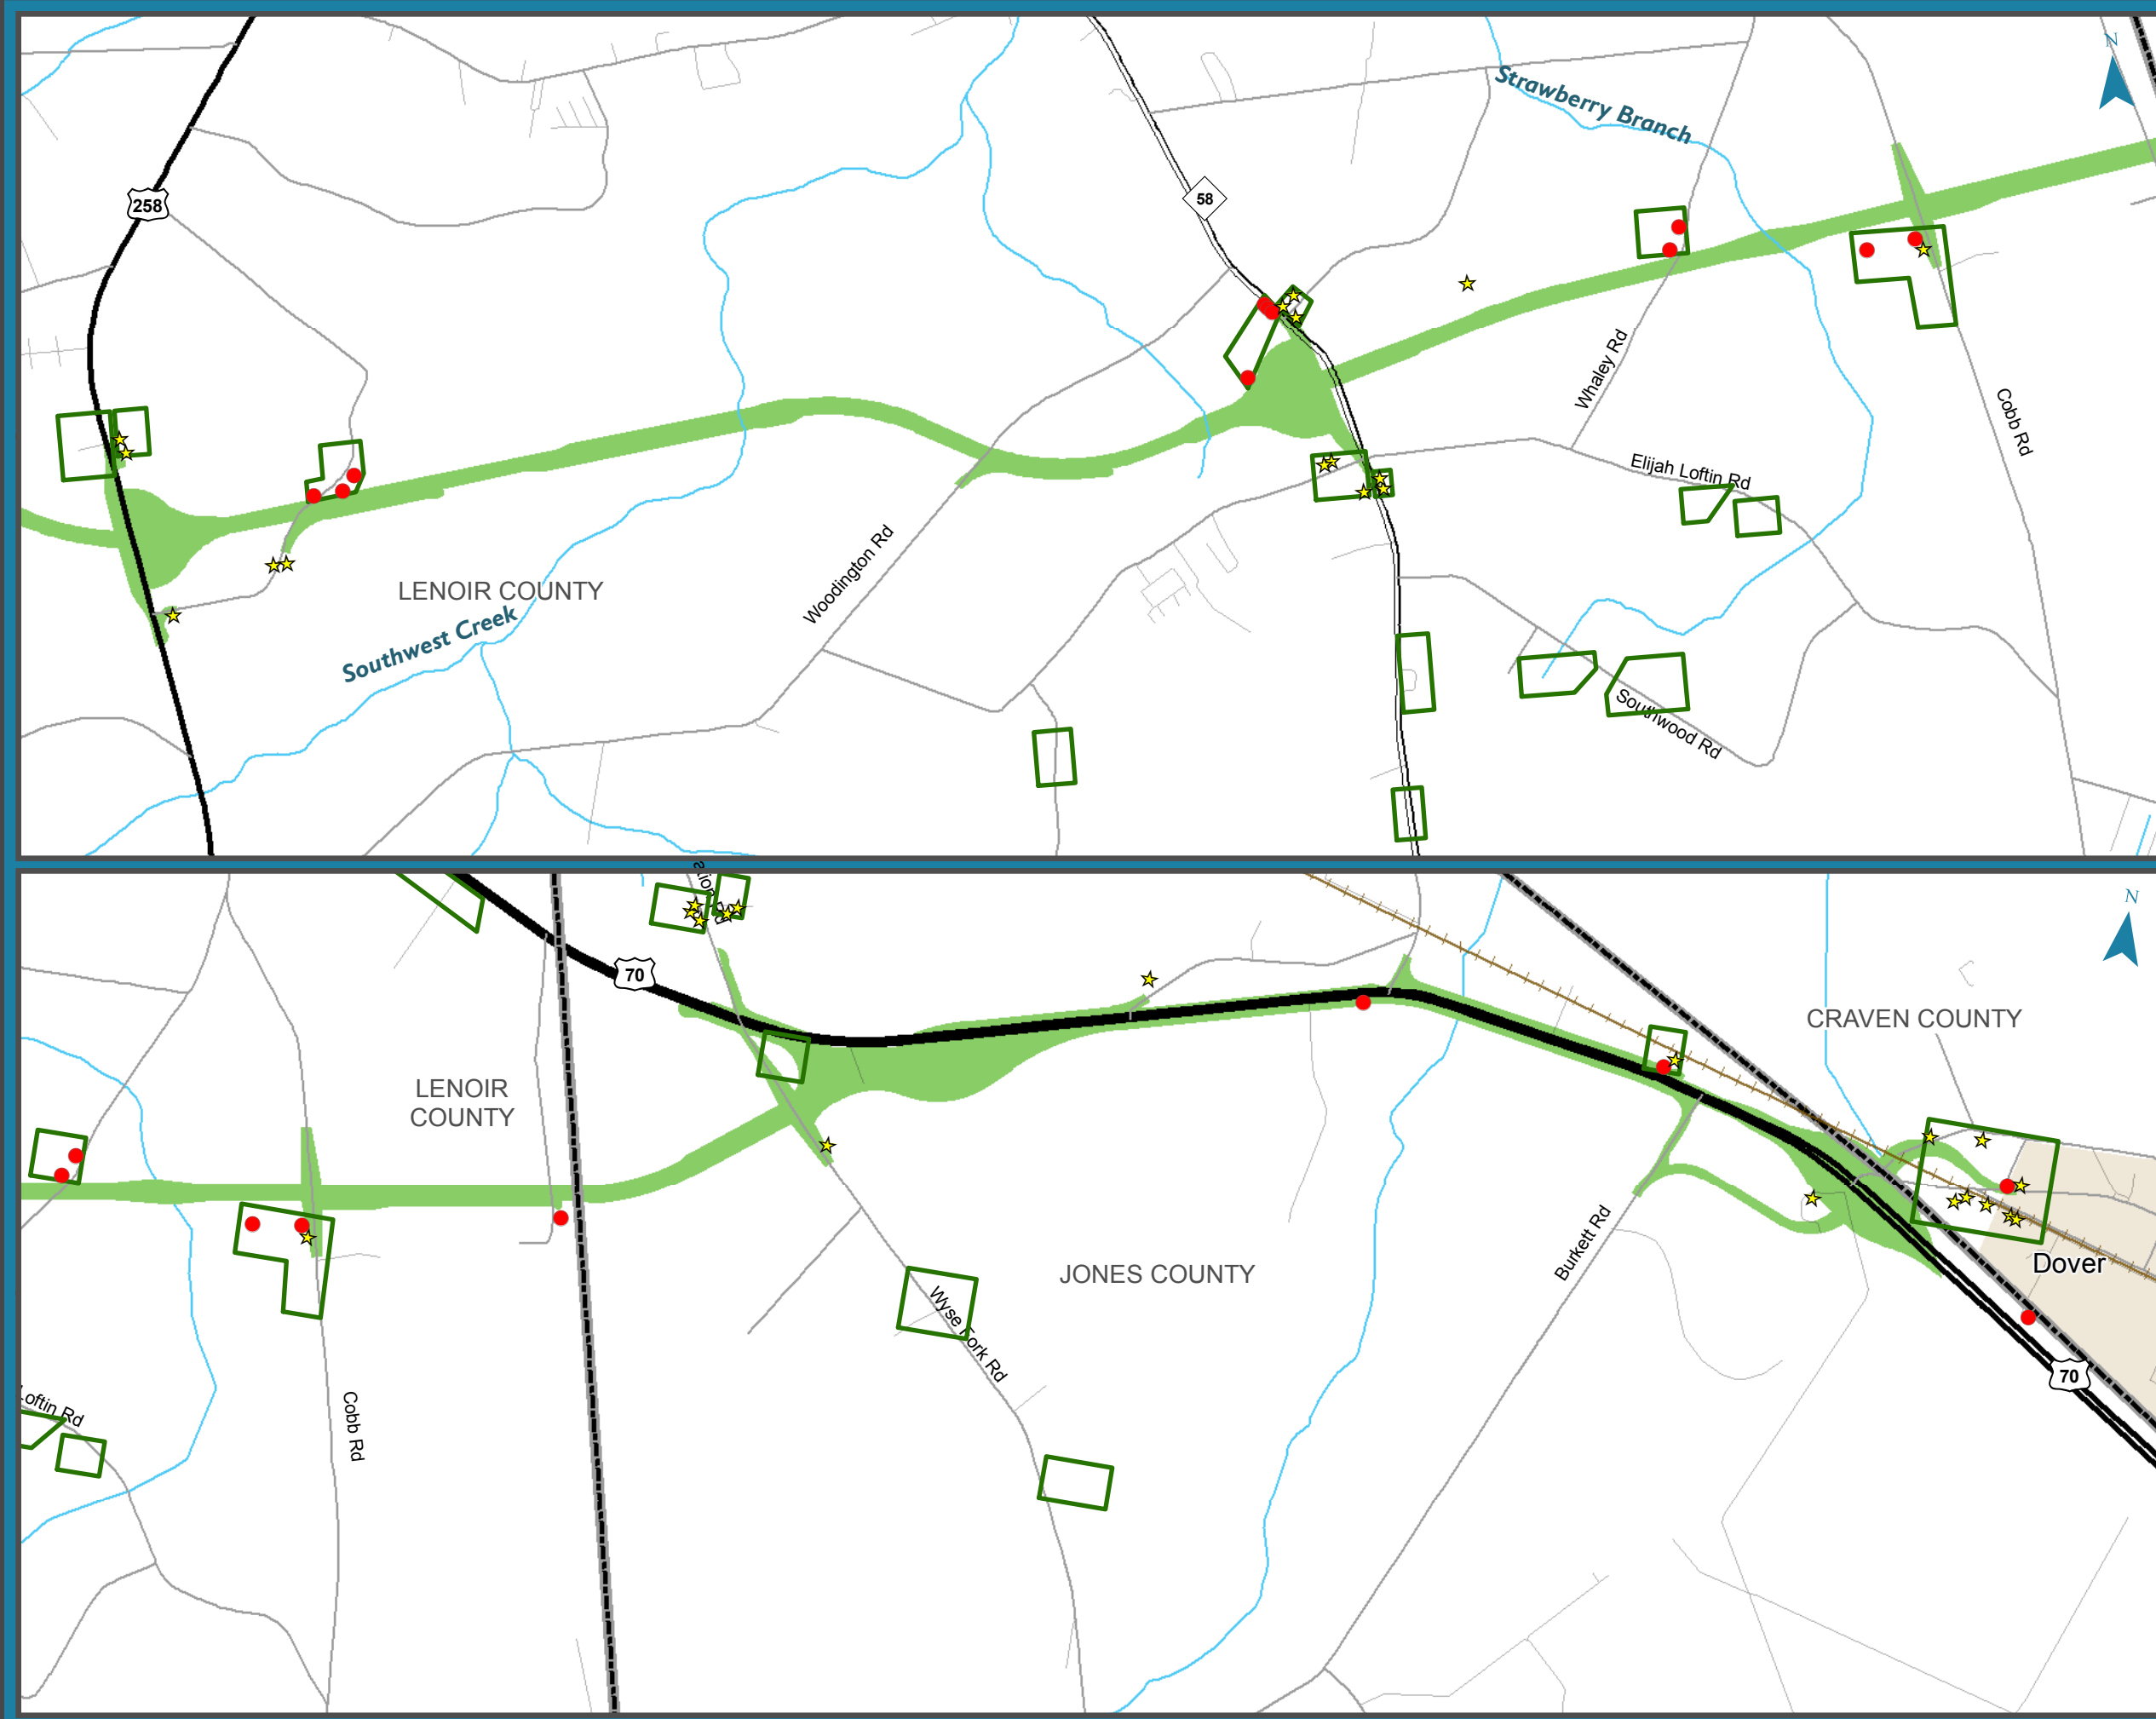 N
Strawberry Branch
258
58
Whaley Rd
Cobb Rd
Elijah Loftin Rd
Woodington Rd
LENOIR COUNTY
Southwest Creek
Southwood Rd
N
70
CRAVEN COUNTY
LENOIR
COUNTY
Burkett Rd
Dover
JONES COUNTY
Wyse Fork Rd
70
Loftin Rd
Cobb Rd